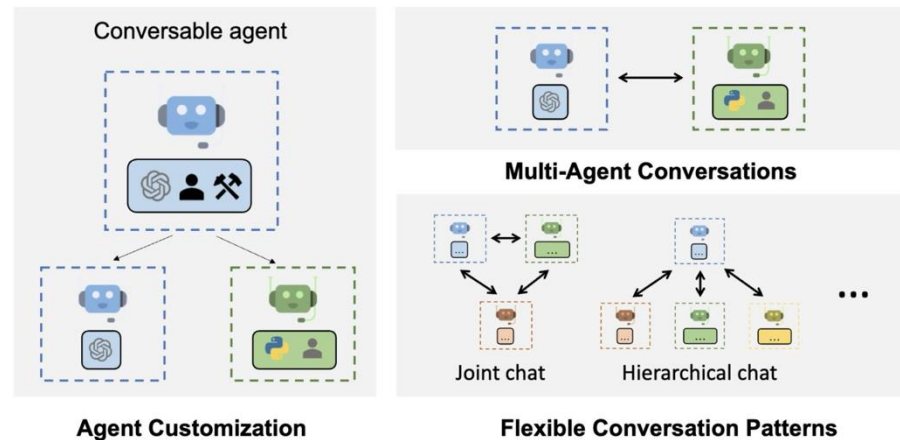 Conversable agent
Agent Customization
Multi-Agent Conversations
... ...
... ...
... ... ... ...
Joint chat
Hierarchical chat
...
Flexible Conversation Patterns